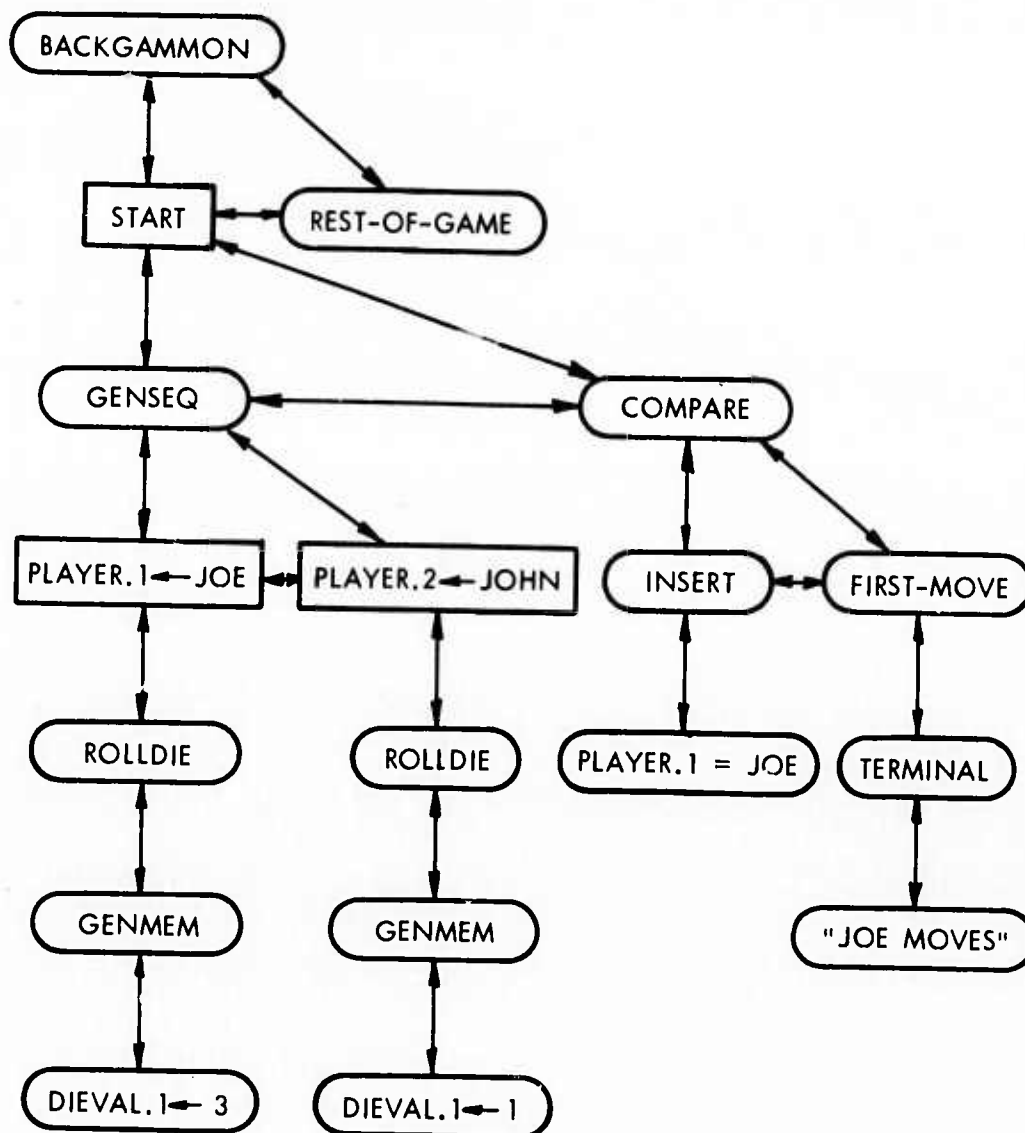 BACKGAMMON
START
REST-OF-GAME
GENSEQ
COMPARE
PLAYER.1 ← JOE
PLAYER.2 ← JOHN
INSERT
FIRST-MOVE
ROLLDIE
ROLLDIE
PLAYER.1 = JOE
TERMINAL
GENMEM
GENMEM
"JOE MOVES"
DIEVAL.1 ← 3
DIEVAL.1 ← 1